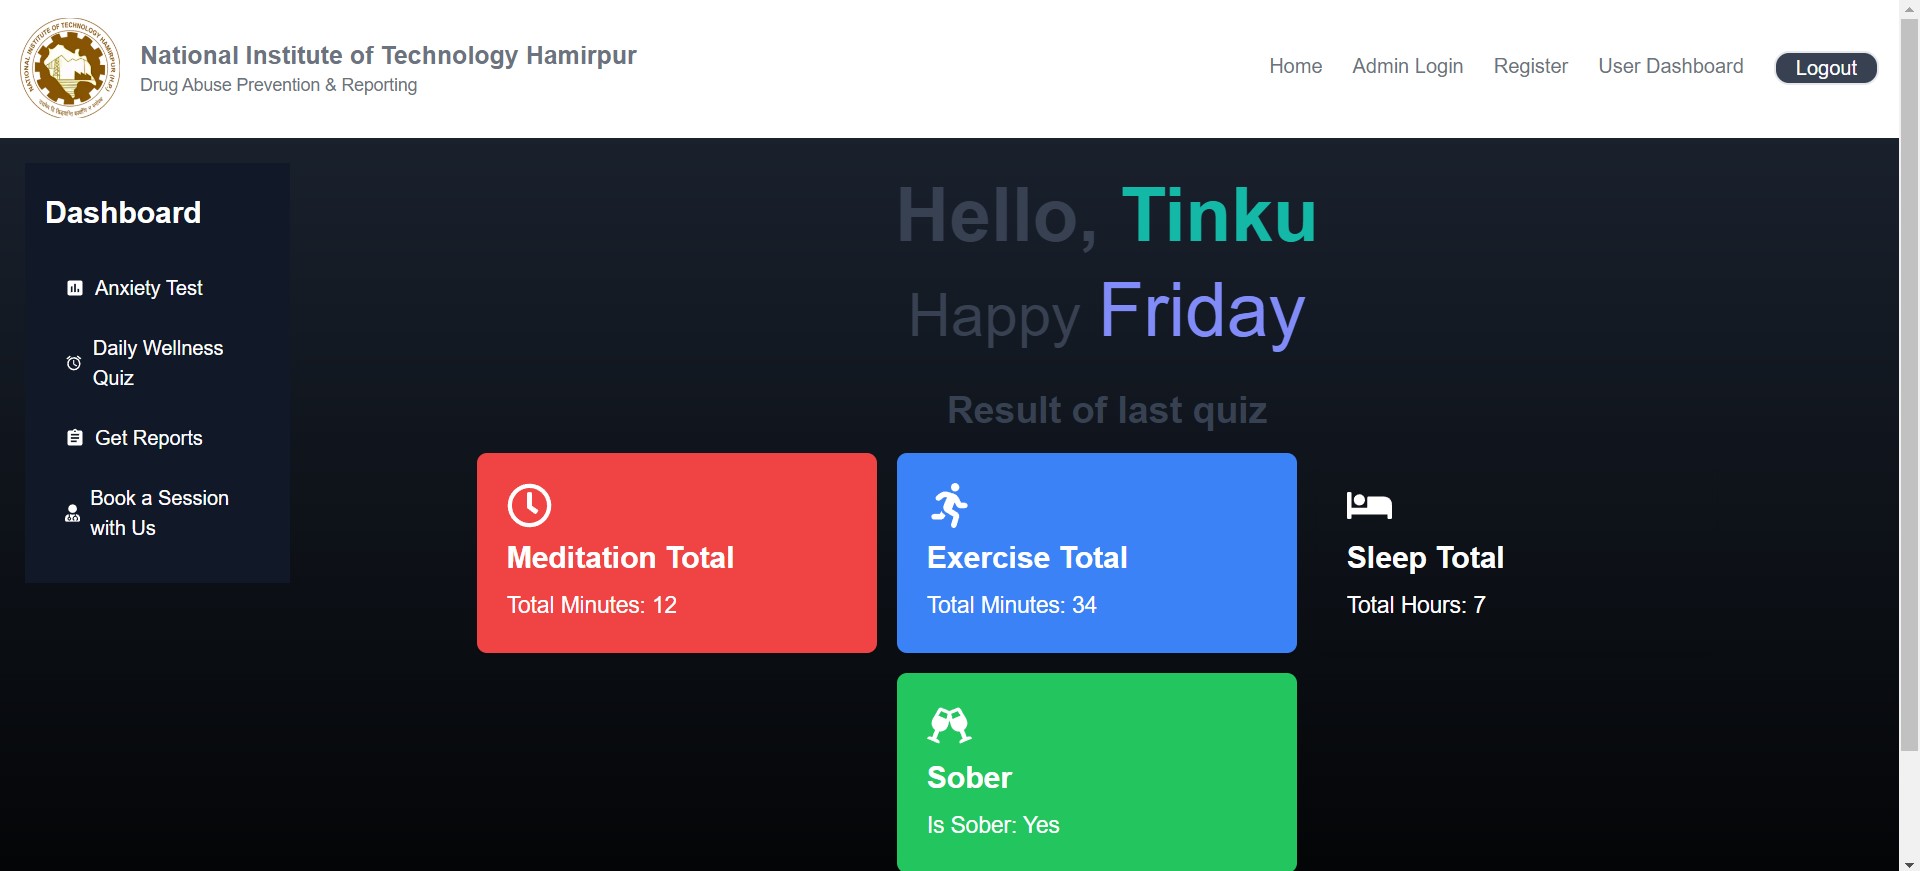 NATIONAL INSTITUTE OF TECHNOLOGY HAMIRPUR (H.P.)
National Institute of Technology Hamirpur
Drug Abuse Prevention & Reporting
Home Admin Login Register User Dashboard Logout
Dashboard
Anxiety Test
Daily Wellness
Quiz
Get Reports
Book a Session
with Us
Hello, Tinku
Happy Friday
Result of last quiz
Meditation Total
Total Minutes: 12
Exercise Total
Total Minutes: 34
Sleep Total
Total Hours: 7
Sober
Is Sober: Yes